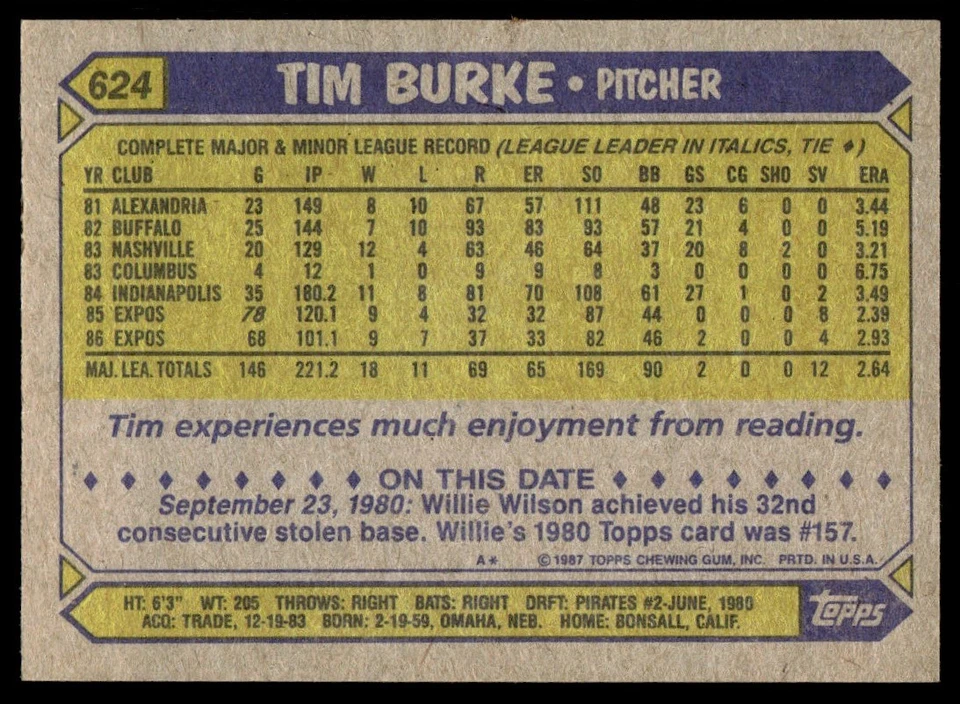 624 TIM BURKE • PITCHER
COMPLETE MAJOR & MINOR LEAGUE RECORD (LEAGUE LEADER IN ITALICS, TIE ♦)
YR CLUB G IP W L R ER SO BB GS CG SHO SV ERA
81 ALEXANDRIA 23 149 8 10 67 57 111 48 23 6 0 0 3.44
82 BUFFALO 25 144 7 10 93 83 93 57 21 4 0 0 5.19
83 NASHVILLE 20 129 12 4 63 46 64 37 20 8 2 0 3.21
83 COLUMBUS 4 12 1 0 9 9 8 3 0 0 0 0 6.75
84 INDIANAPOLIS 35 180.2 11 8 81 70 108 61 27 1 0 2 3.49
85 EXPOS 78 120.1 9 4 32 32 87 44 0 0 0 8 2.39
86 EXPOS 68 101.1 9 7 37 33 82 46 2 0 0 4 2.93
MAJ. LEA. TOTALS 146 221.2 18 11 69 65 169 90 2 0 0 12 2.64
Tim experiences much enjoyment from reading.
♦ ♦ ♦ ♦ ♦ ♦ ♦ ♦ ON THIS DATE ♦ ♦ ♦ ♦ ♦ ♦ ♦ ♦
September 23, 1980: Willie Wilson achieved his 32nd
consecutive stolen base. Willie's 1980 Topps card was #157.
A* © 1987 TOPPS CHEWING GUM, INC. PRTD. IN U.S.A.
HT: 6'3" WT: 205 THROWS: RIGHT BATS: RIGHT DRFT: PIRATES #2-JUNE, 1980
ACQ: TRADE, 12-19-83 BORN: 2-19-59, OMAHA, NEB. HOME: BONSALL, CALIF.
Topps